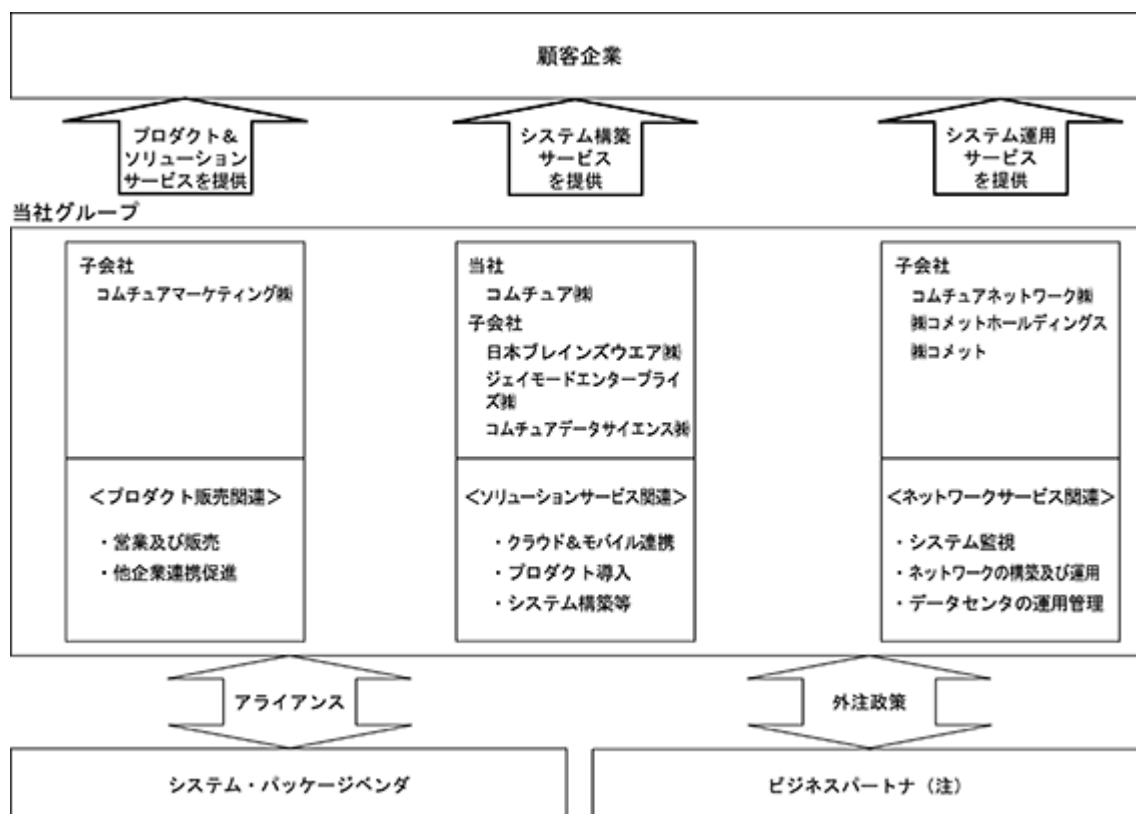 顧客企業
プロダクト＆
ソリューション
サービスを提供
システム構築
サービス
を提供
システム運用
サービス
を提供
当社グループ
子会社
コムチュアマーケティング㈱
当社
コムチュア㈱
子会社
日本ブレインズウエア㈱
ジェイモードエンタープライ
ズ㈱
コムチュアデータサイエンス㈱
子会社
コムチュアネットワーク㈱
㈱コメットホールディングス
㈱コメット
＜プロダクト販売関連＞
・営業及び販売
・他企業連携促進
＜ソリューションサービス関連＞
・クラウド＆モバイル連携
・プロダクト導入
・システム構築等
＜ネットワークサービス関連＞
・システム監視
・ネットワークの構築及び運用
・データセンタの運用管理
アライアンス
外注政策
システム・パッケージベンダ
ビジネスパートナ（注）